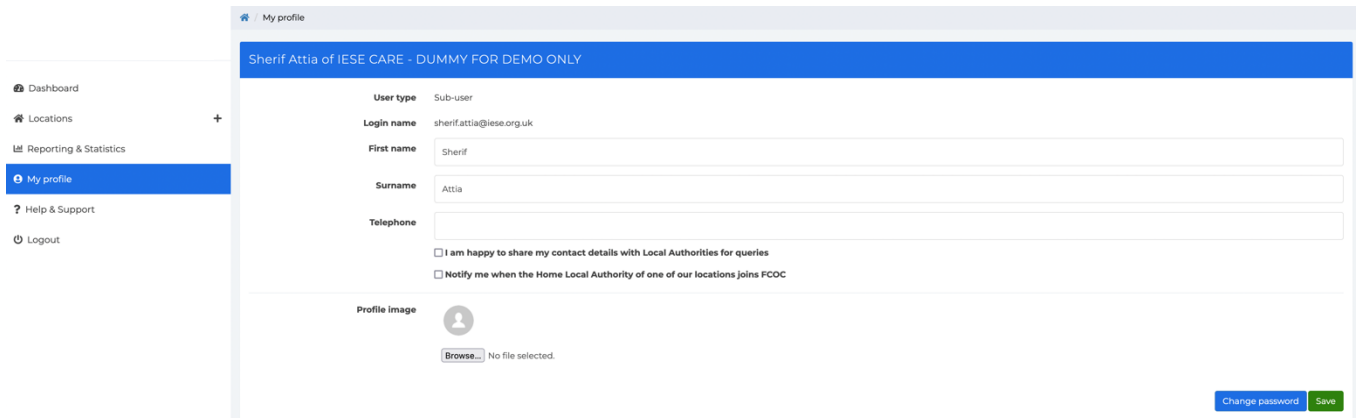 / My profile
Sherif Attia of IESE CARE - DUMMY FOR DEMO ONLY
Dashboard
Locations +
Reporting & Statistics
My profile
? Help & Support
Logout
User type Sub-user
Login name sherif.attia@iese.org.uk
First name Sherif
Surname Attia
Telephone
I am happy to share my contact details with Local Authorities for queries
Notify me when the Home Local Authority of one of our locations joins FCOC
Profile image
Browse... No file selected.
Change password Save